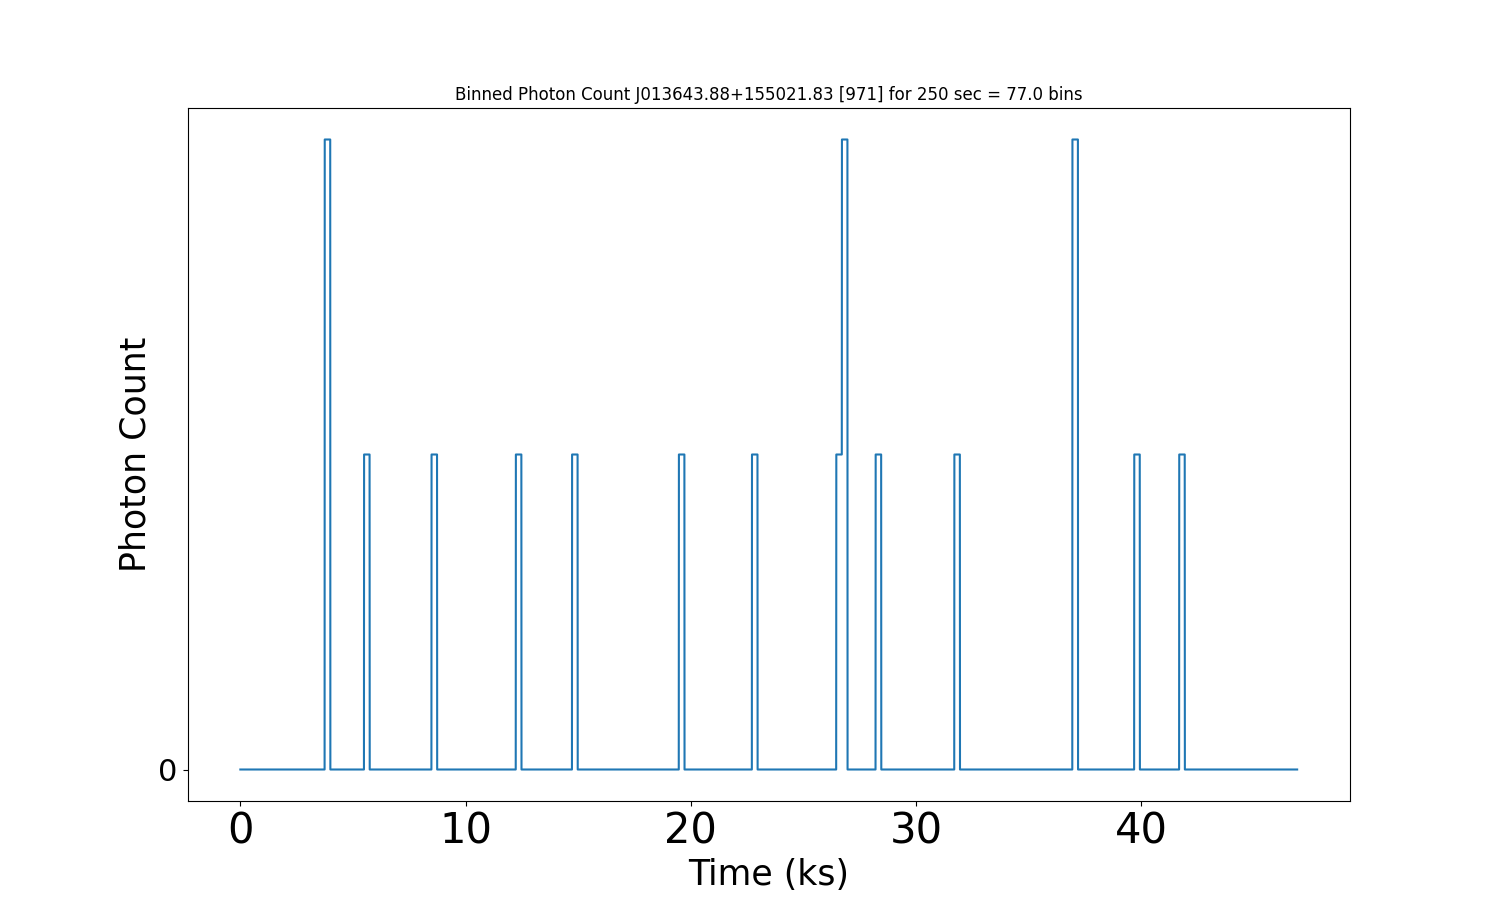 Binned Photon Count J013643.88+155021.83 [971] for 250 sec = 77.0 bins
Photon Count
0
0 10 20 30 40
Time (ks)